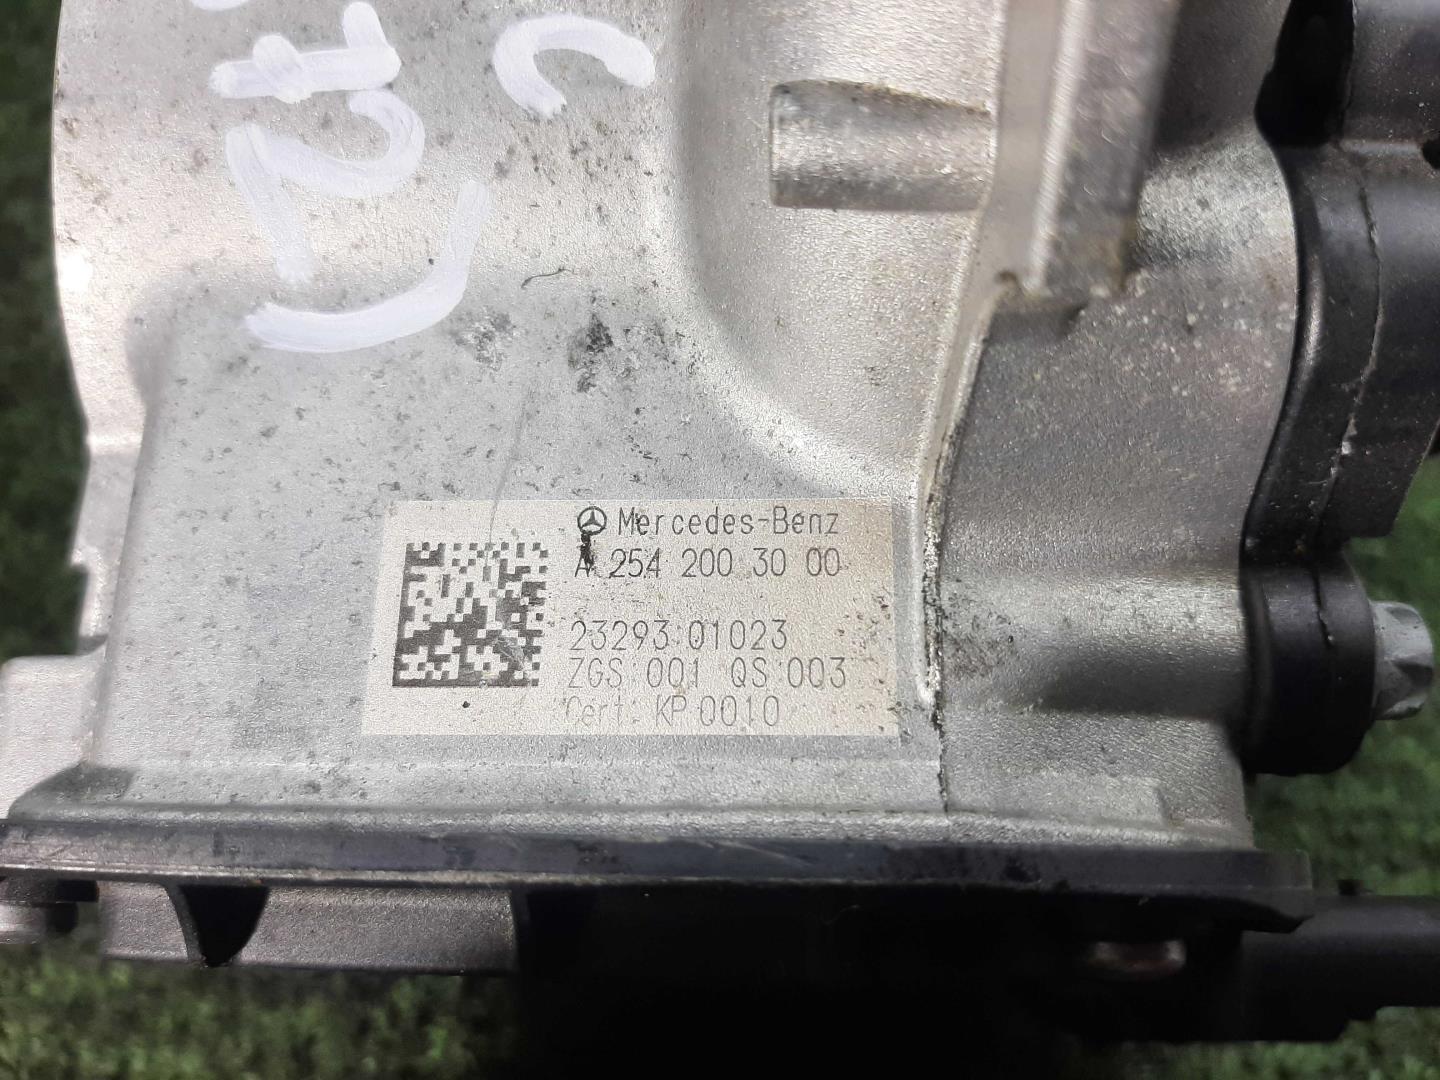 Mercedes-Benz
A 254 200 30 00
23293 01023
ZGS:001 QS:003
Cert: KP 0010
C